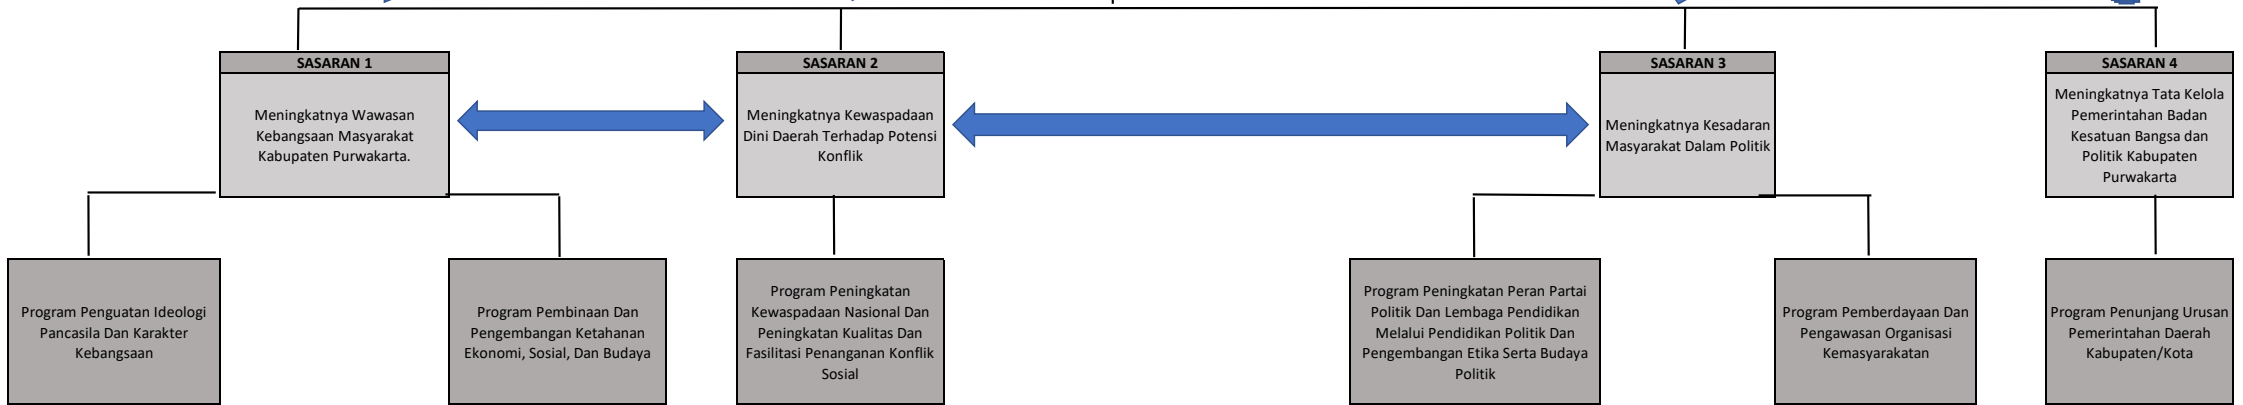 SASARAN 1
Meningkatnya Wawasan
Kebangsaan Masyarakat
Kabupaten Purwakarta.
SASARAN 2
Meningkatnya Kewaspadaan
Dini Daerah Terhadap Potensi
Konflik
SASARAN 3
Meningkatnya Kesadaran
Masyarakat Dalam Politik
SASARAN 4
Meningkatnya Tata Kelola
Pemerintahan Badan
Kesatuan Bangsa dan
Politik Kabupaten
Purwakarta
Program Penguatan Ideologi
Pancasila Dan Karakter
Kebangsaan
Program Pembinaan Dan
Pengembangan Ketahanan
Ekonomi, Sosial, Dan Budaya
Program Peningkatan
Kewaspadaan Nasional Dan
Peningkatan Kualitas Dan
Fasilitasi Penanganan Konflik
Sosial
Program Peningkatan Peran Partai
Politik Dan Lembaga Pendidikan
Melalui Pendidikan Politik Dan
Pengembangan Etika Serta Budaya
Politik
Program Pemberdayaan Dan
Pengawasan Organisasi
Kemasyarakatan
Program Penunjang Urusan
Pemerintahan Daerah
Kabupaten/Kota